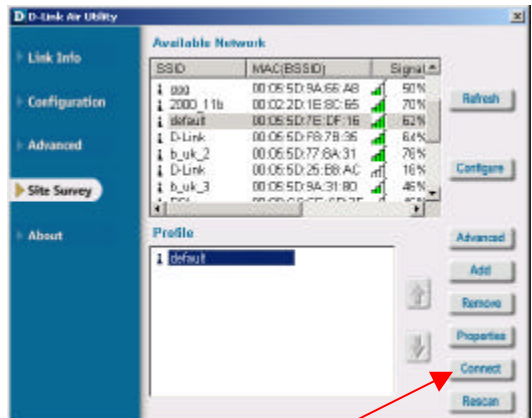 D-Link Air Utility
Link Info
Configuration
Advanced
Site Survey
About
Available Network
SSID MAC(BSSID) Signal
00:05:5D:9A:66:A8 50%
2000_11b 00:02:2D:1E:8C:65 70%
default 00:05:5D:7E:DF:16 62%
D-Link 00:05:5D:F8:7B:35 64%
b_uk_2 00:05:5D:77:8A:31 76%
D-Link 00:05:5D:25:E8:AC 16%
b_uk_3 00:05:5D:9A:31:80 46%
Refresh
Configure
Profile
default
Advanced
Add
Remove
Properties
Connect
Rescan